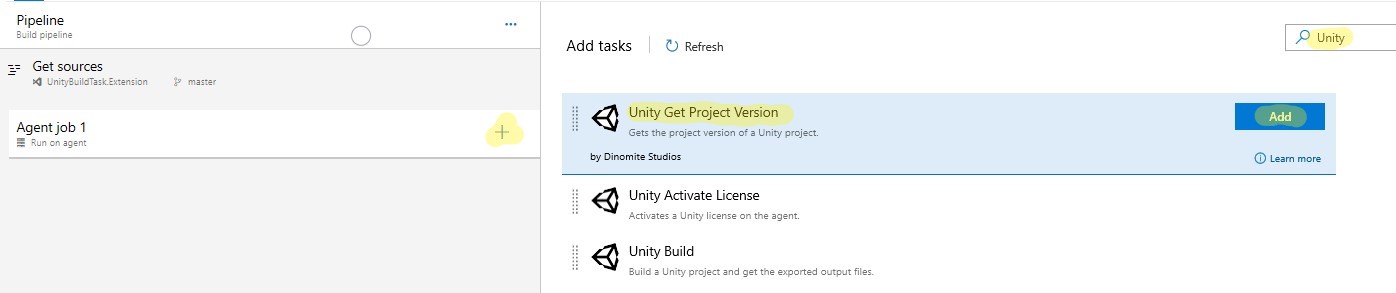 Pipeline
Build pipeline
...
Get sources
UnityBuildTask.Extension master
Agent job 1
Run on agent
Add tasks Refresh
Unity
Unity Get Project Version
Gets the project version of a Unity project.
Add
by Dinomite Studios
Learn more
Unity Activate License
Activates a Unity license on the agent.
Unity Build
Build a Unity project and get the exported output files.